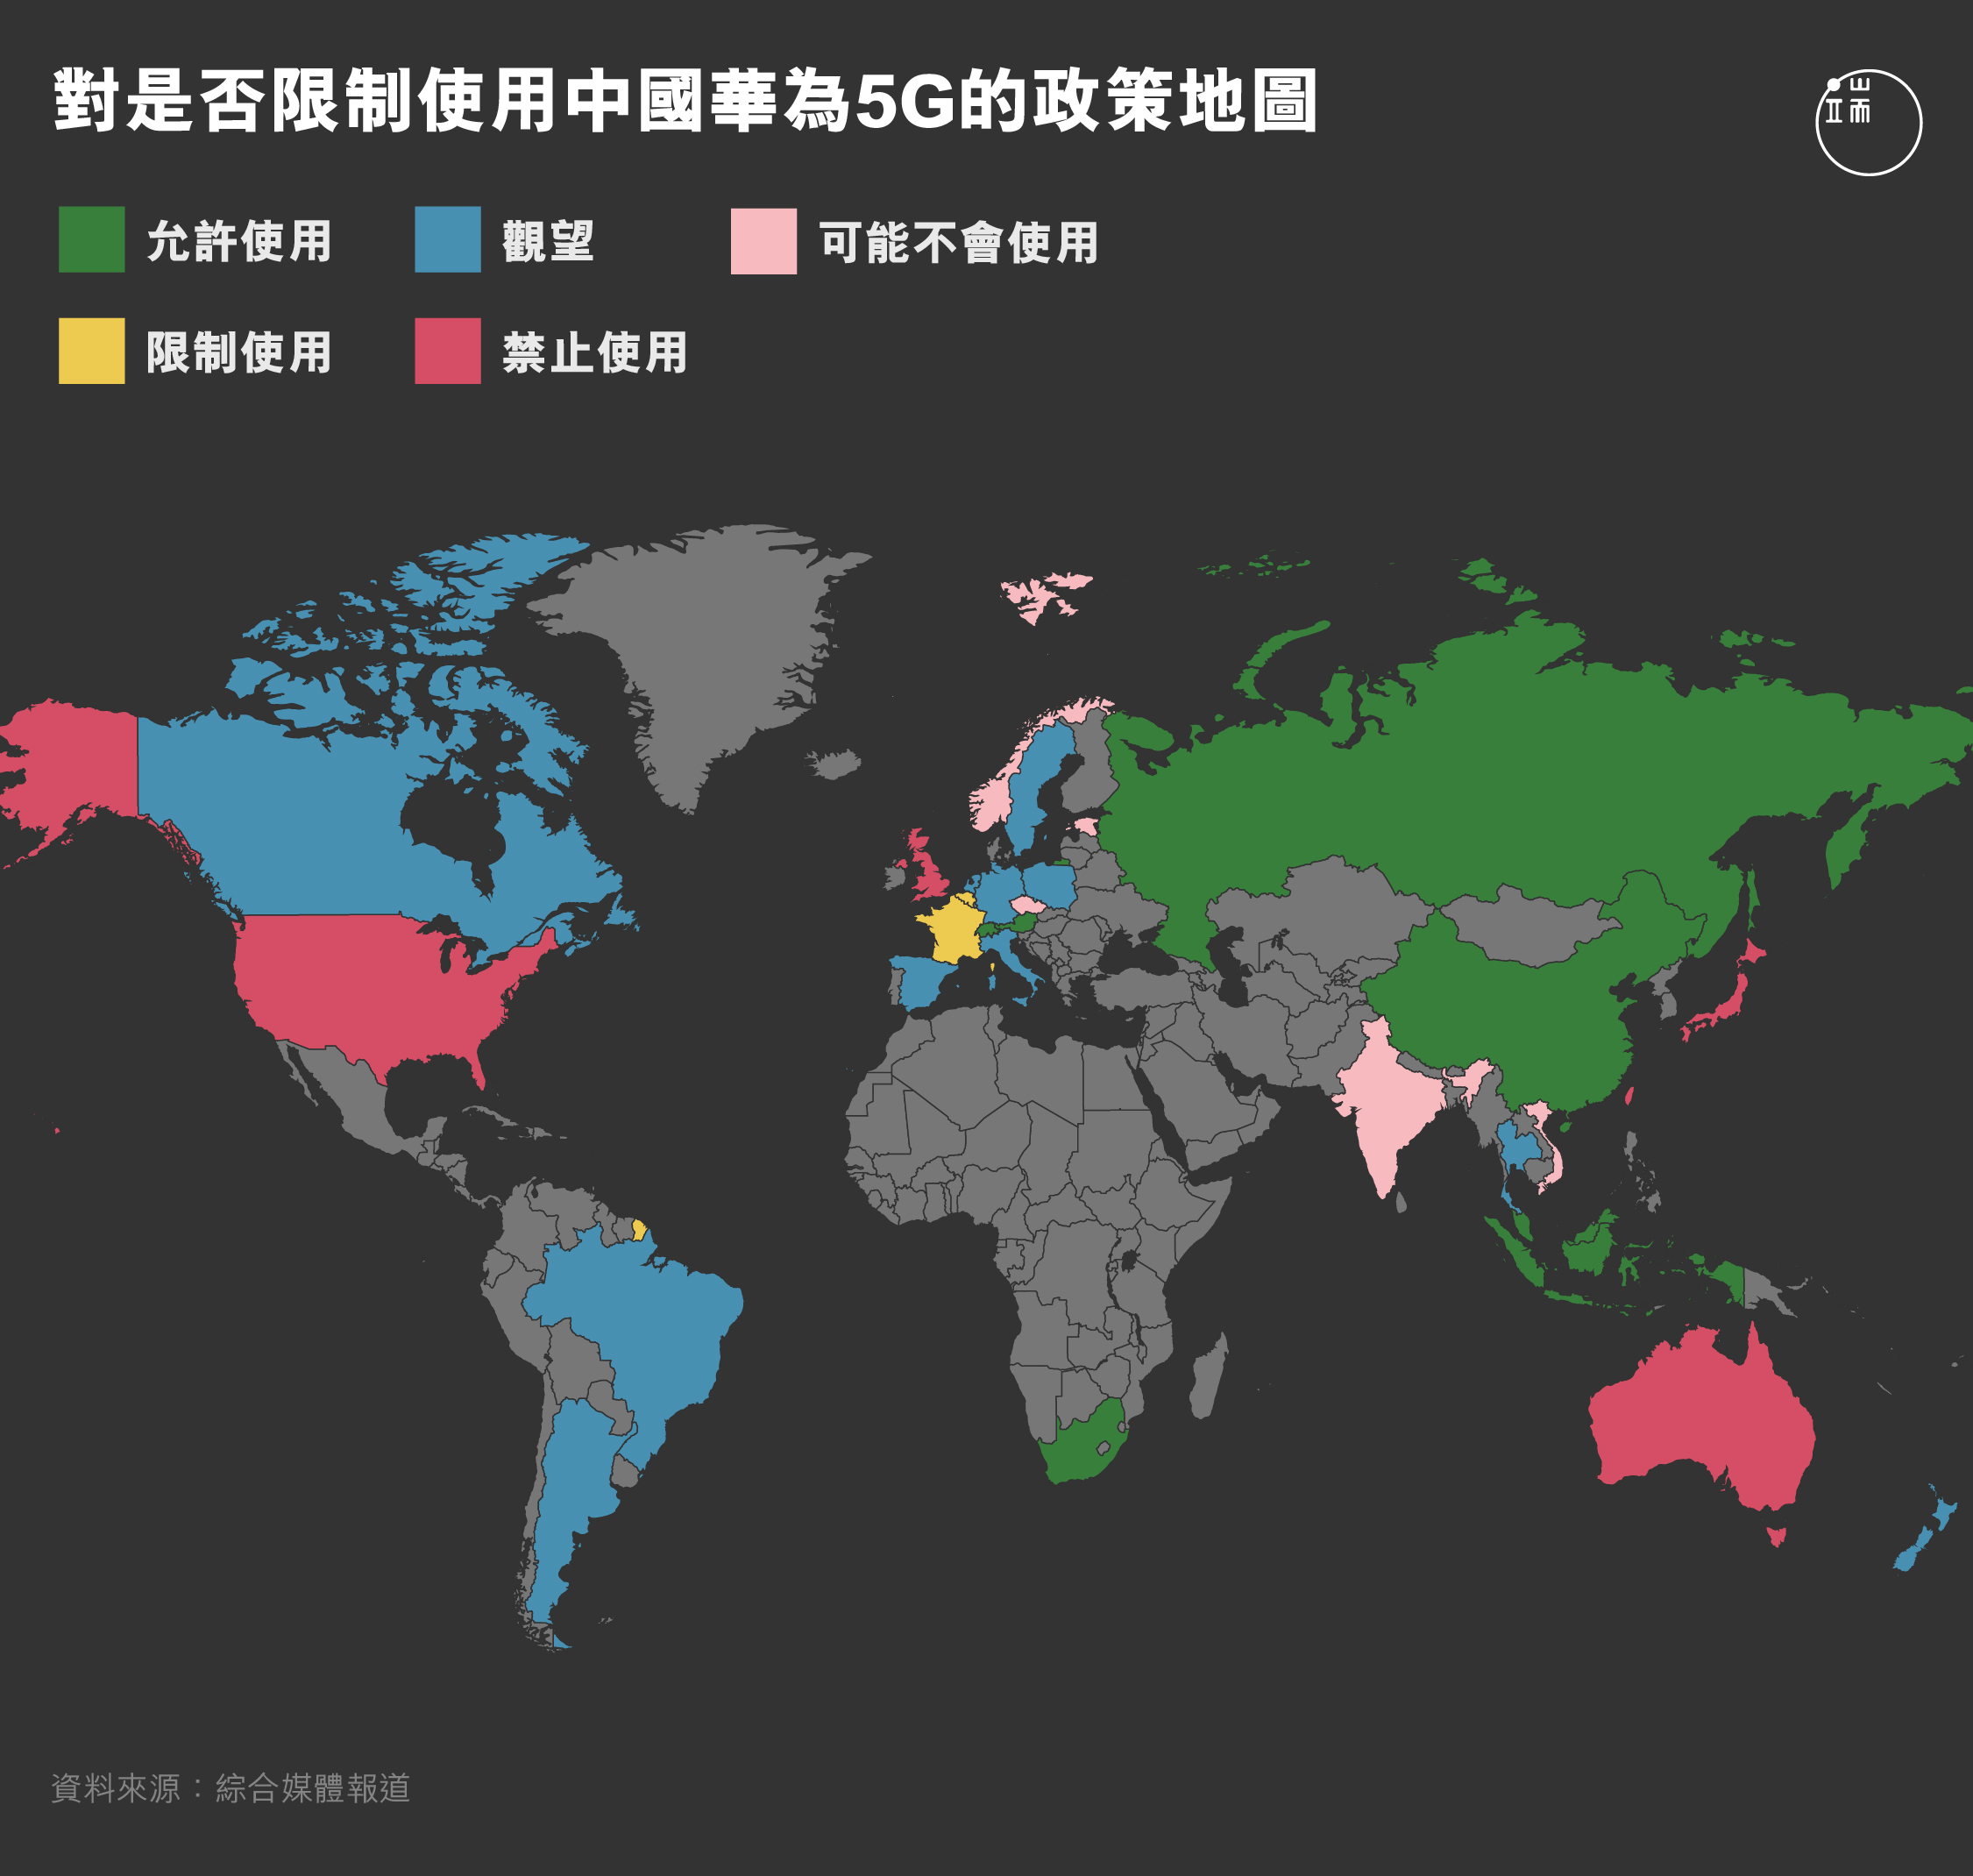 對是否限制使用中國華為5G的政策地圖
允許使用
觀望
可能不會使用
限制使用
禁止使用
資料來源：綜合媒體報道